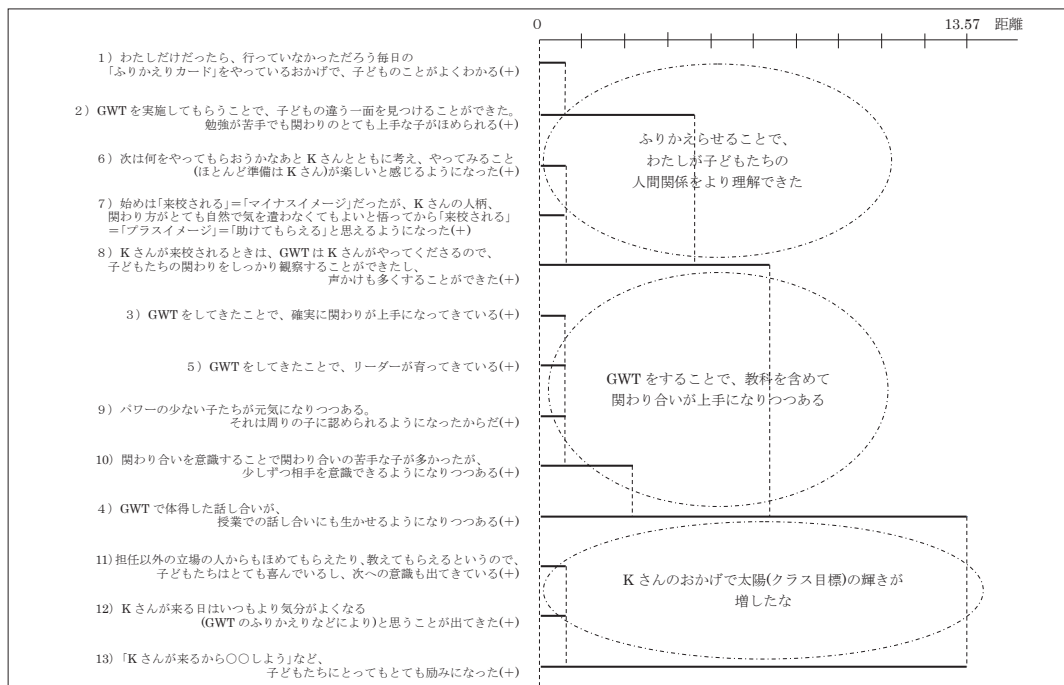 0
13.57 距離
1）わたしだけだったら、行っていなかっただろう毎日の
「ふりかえりカード」をやっているおかげで、子どものことがよくわかる(+)
2）GWT を実施してもらうことで、子どもの違う一面を見つけることができた。
勉強が苦手でも関わりのとても上手な子がほめられる(+)
6）次は何をやってもらおうかなあと K さんとともに考え、やってみること
(ほとんど準備は K さん)が楽しいと感じるようになった(+)
7）始めは｢来校される｣＝｢マイナスイメージ｣だったが、K さんの人柄、
関わり方がとても自然で気を遣わなくてもよいと悟ってから｢来校される｣
＝｢プラスイメージ｣＝｢助けてもらえる｣と思えるようになった(+)
8）K さんが来校されるときは、GWT は K さんがやってくださるので、
子どもたちの関わりをしっかり観察することができたし、
声かけも多くすることができた(+)
ふりかえらせることで、
わたしが子どもたちの
人間関係をより理解できた
3）GWT をしてきたことで、確実に関わりが上手になってきている(+)
5）GWT をしてきたことで、リーダーが育ってきている(+)
9）パワーの少ない子たちが元気になりつつある。
それは周りの子に認められるようになったからだ(+)
10）関わり合いを意識することで関わり合いの苦手な子が多かったが、
少しずつ相手を意識できるようになりつつある(+)
4）GWT で体得した話し合いが、
授業での話し合いにも生かせるようになりつつある(+)
GWT をすることで、教科を含めて
関わり合いが上手になりつつある
11）担任以外の立場の人からもほめてもらえたり、教えてもらえるというので、
子どもたちはとても喜んでいるし、次への意識も出てきている(+)
12）K さんが来る日はいつもより気分がよくなる
(GWT のふりかえりなどにより)と思うことが出てきた(+)
13）｢K さんが来るから○○しよう｣など、
子どもたちにとってもとても励みになった(+)
K さんのおかげで太陽(クラス目標)の輝きが
増したな